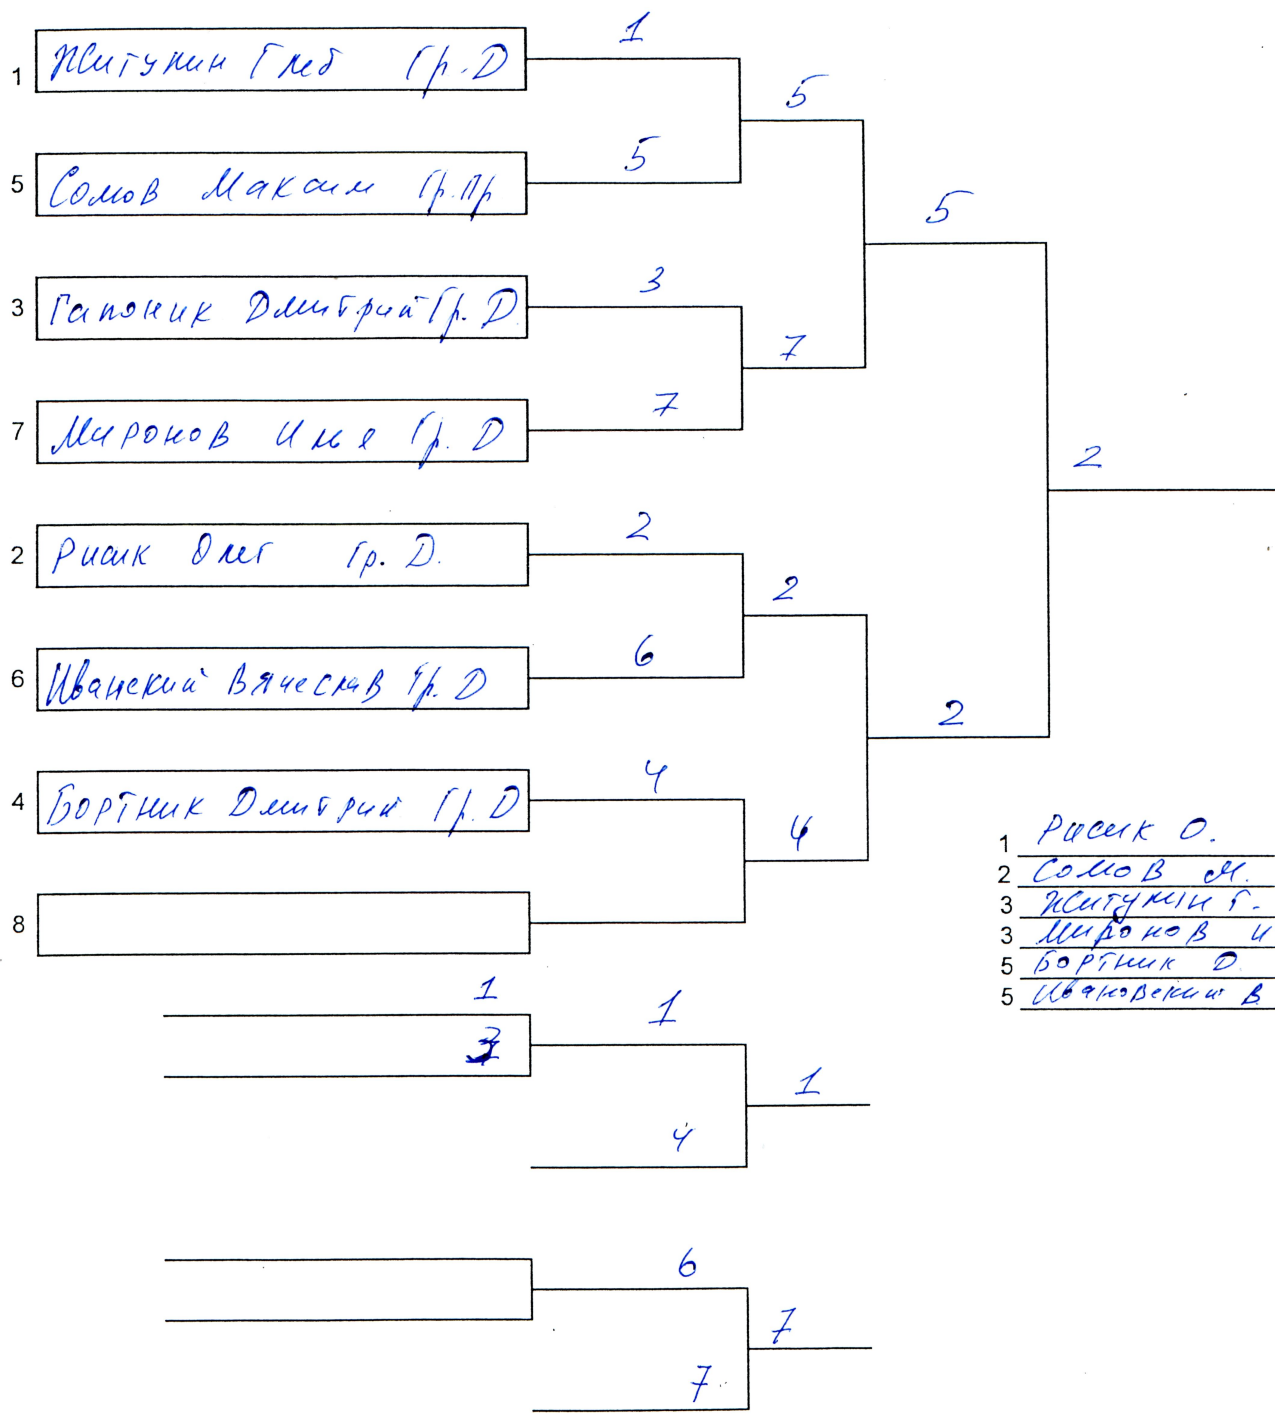 1
1 Житунин Глеб Гр. Д
5
5
5 Сомов Максим Гр. Пр
5
3
3 Гапоник Дмитрий Гр. Д
7
7
7 Миронов Илья Гр. Д
2
2
2 Рисик Олег Гр. Д.
2
6
6 Иванский Вячеслав Гр. Д
2
4
4 Бортник Дмитрий Гр. Д
4
8
1 Рисик О.
2 Сомов М.
3 Житунин Г.
3 Миронов И
5 Бортник Д.
5 Ивановский В.
1
1
3
1
4
6
7
7